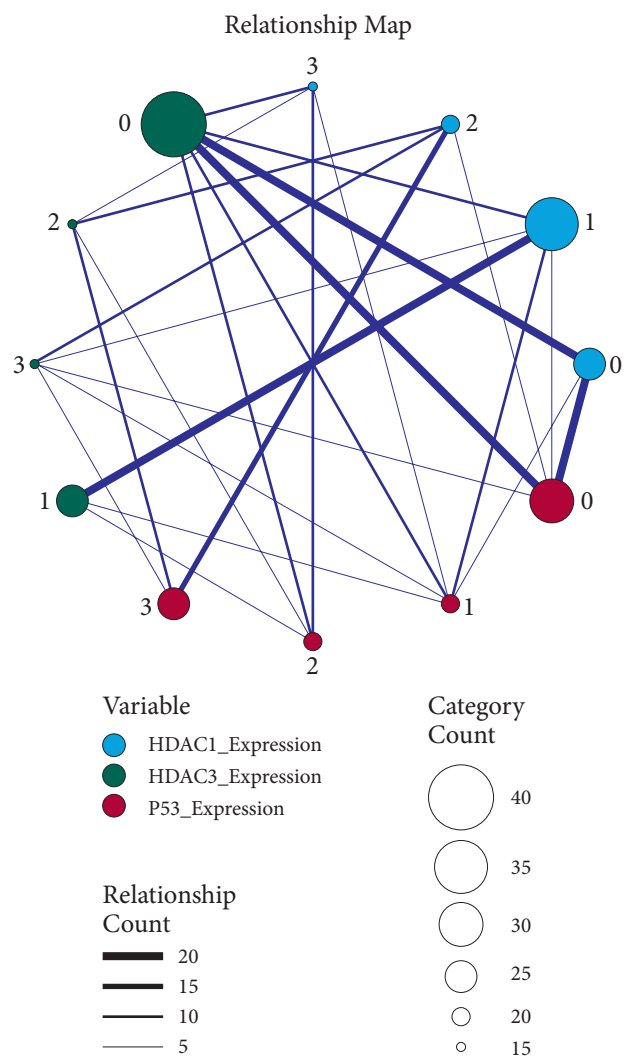 Relationship Map
3
0
2
2
1
3
0
1
0
3
1
2
Variable
HDAC1_Expression
HDAC3_Expression
P53_Expression
Relationship
Count
20
15
10
5
Category
Count
40
35
30
25
20
15